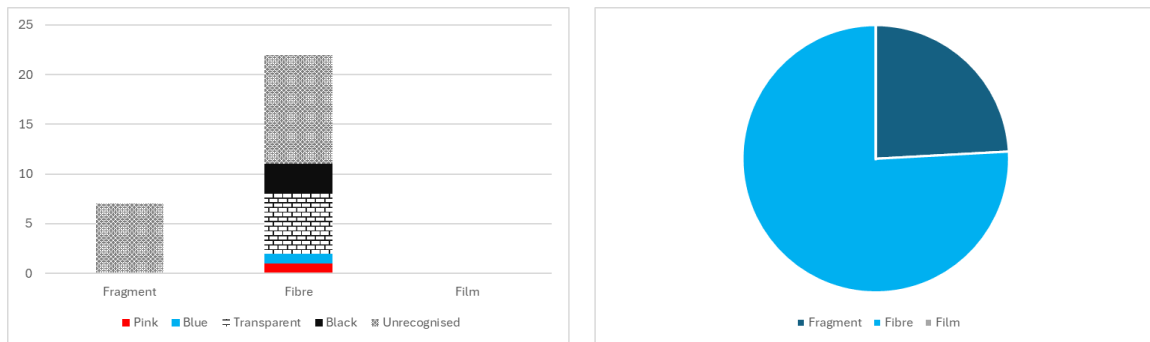 25
20
15
10
5
0
Fragment Fibre Film
Pink Blue Transparent Black Unrecognised
Fragment Fibre Film